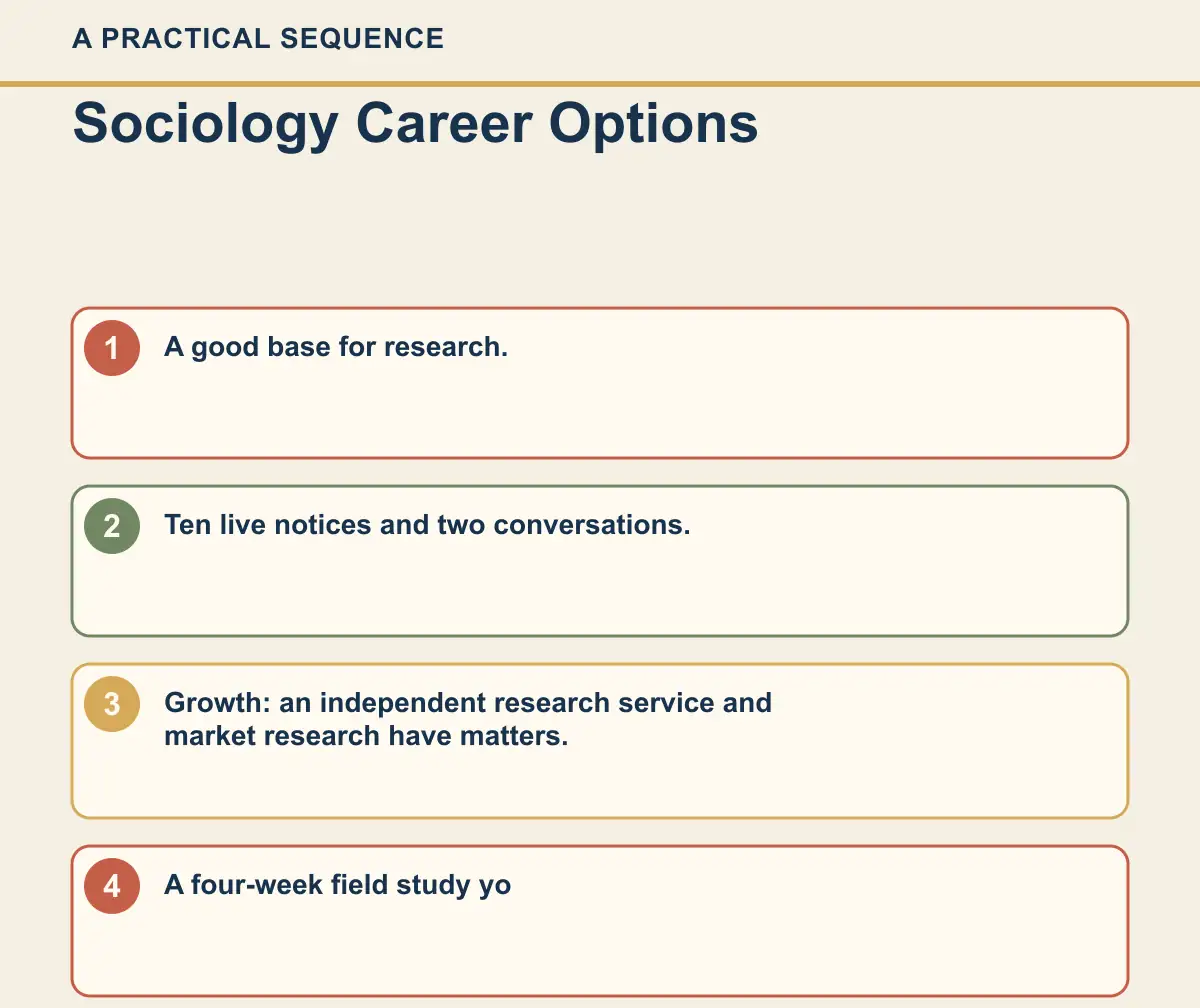 A PRACTICAL SEQUENCE
Sociology Career Options
1
A good base for research.
2
Ten live notices and two conversations.
3
Growth: an independent research service and
market research have matters.
4
A four-week field study yo